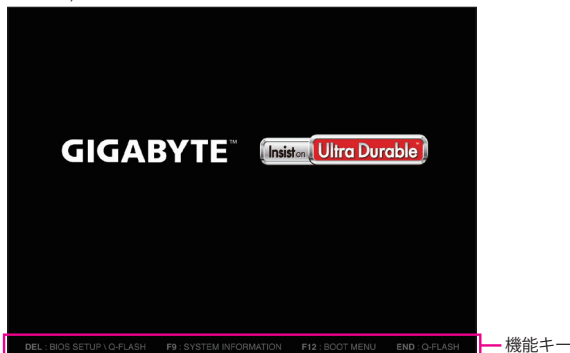 GIGABYTE™ Insist on Ultra Durable™
DEL : BIOS SETUP \ Q-FLASH F9 : SYSTEM INFORMATION F12 : BOOT MENU END : Q-FLASH
機能キー